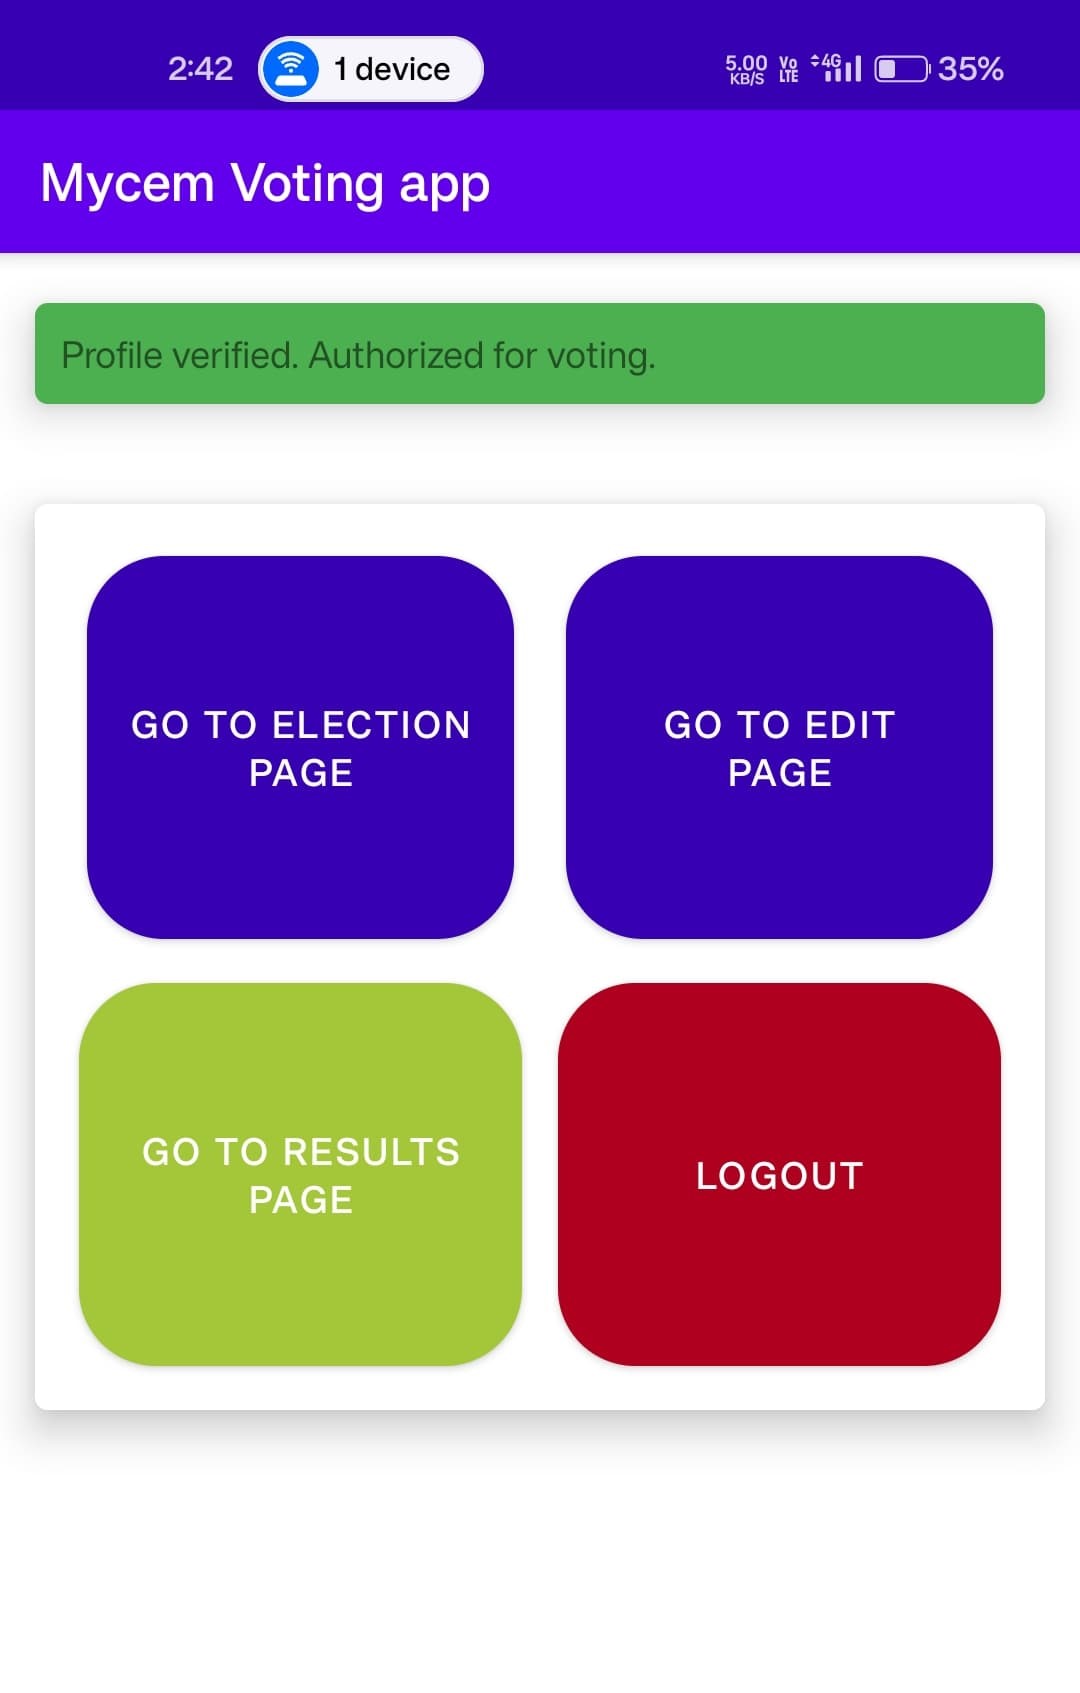 2:42 1 device 5.00 KB/S Vo LTE 4G 35%
Mycem Voting app
Profile verified. Authorized for voting.
GO TO ELECTION
PAGE
GO TO EDIT
PAGE
GO TO RESULTS
PAGE
LOGOUT